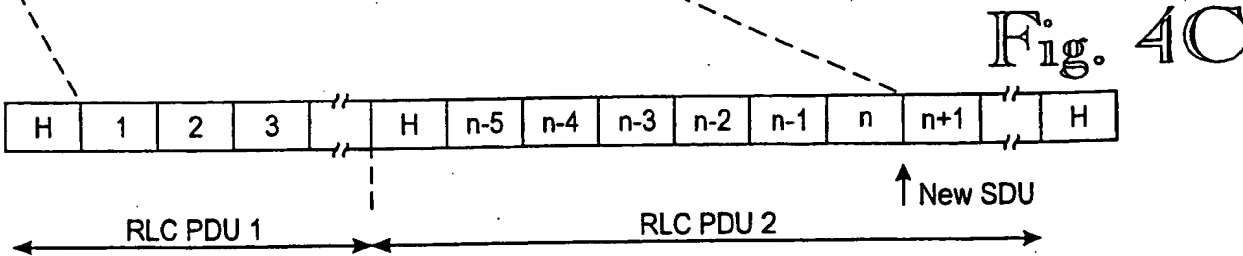 Fig. 4C
H 1 2 3 H n-5 n-4 n-3 n-2 n-1 n n+1 H
New SDU
RLC PDU 1 RLC PDU 2